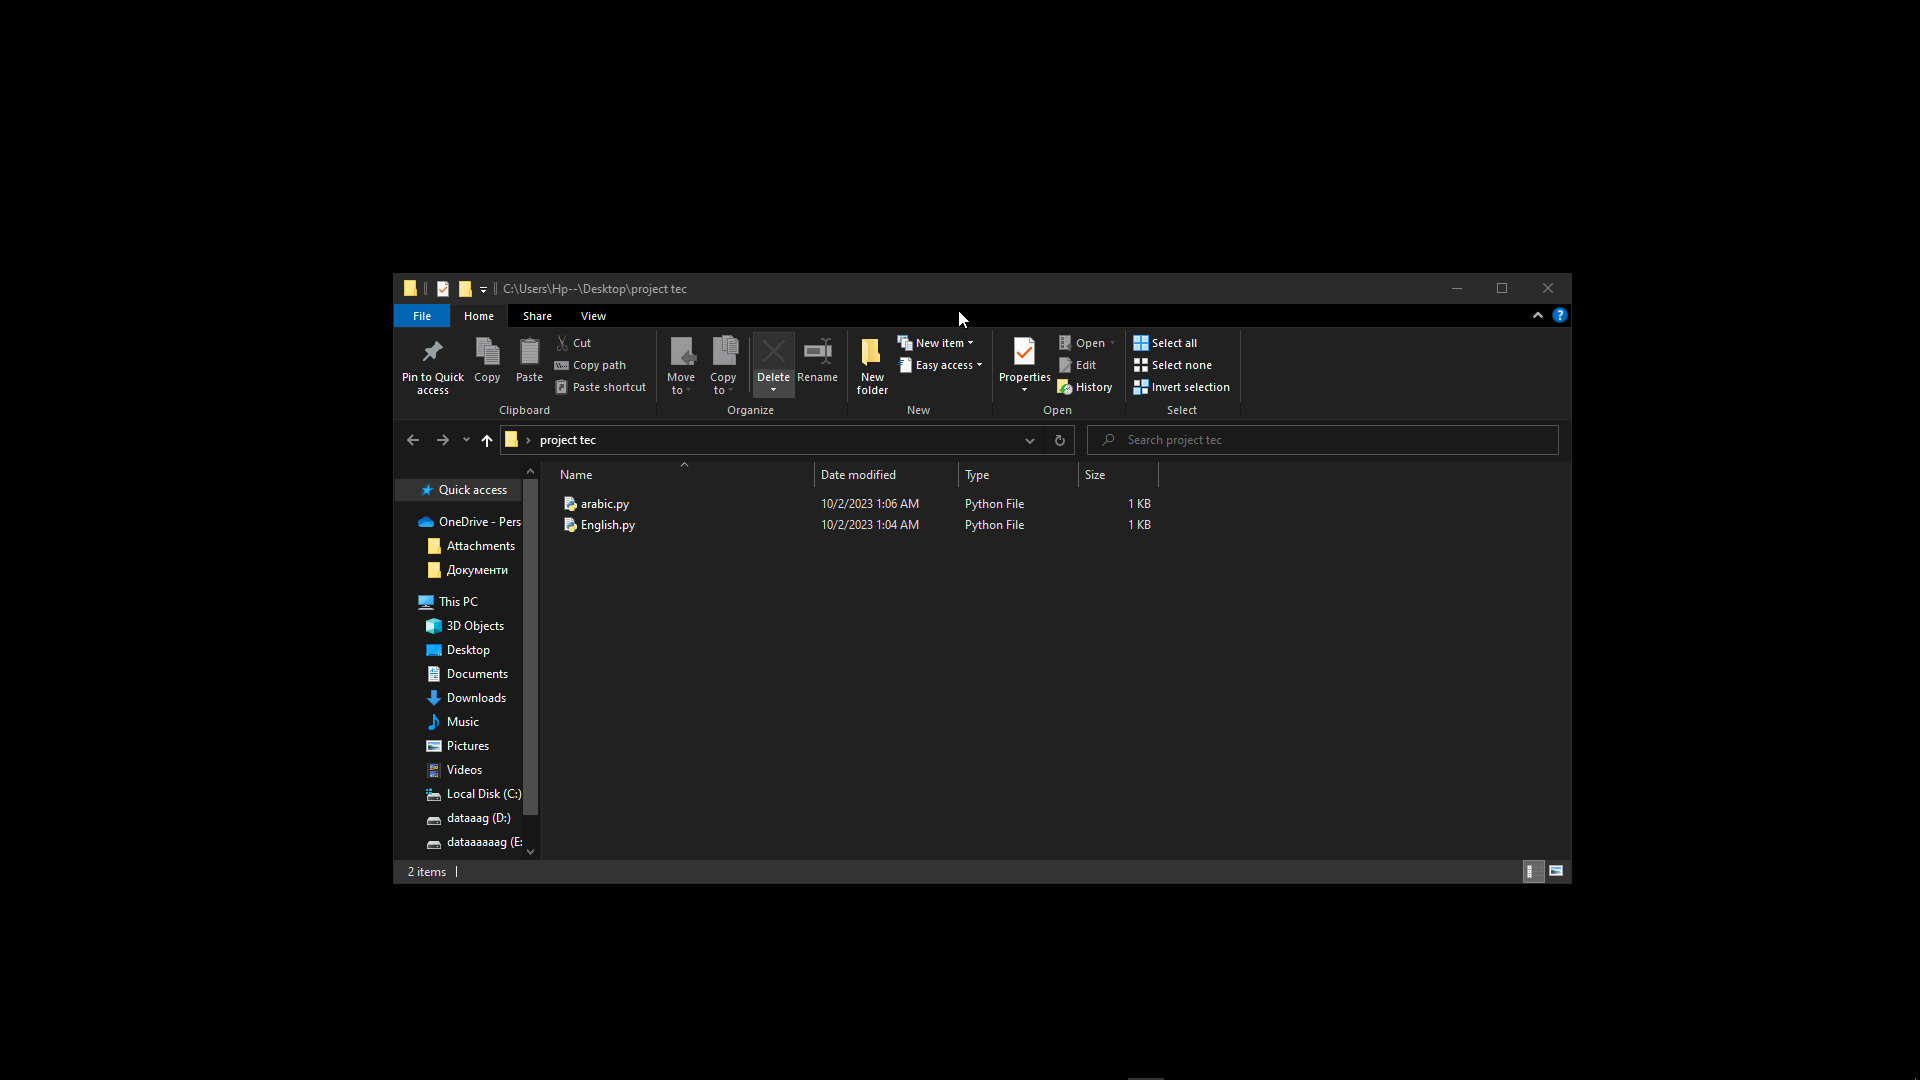 C:\Users\Hp--\Desktop\project tec
File Home Share View
Pin to Quick access
Copy
Paste
Cut
Copy path
Paste shortcut
Clipboard
Move to
Copy to
Delete
Rename
Organize
New folder
New item
Easy access
New
Properties
Open
Edit
History
Open
Select all
Select none
Invert selection
Select
project tec
Search project tec
Quick access
OneDrive - Pers
Attachments
Документи
This PC
3D Objects
Desktop
Documents
Downloads
Music
Pictures
Videos
Local Disk (C:)
dataaag (D:)
dataaaaaag (E:
Name Date modified Type Size
arabic.py 10/2/2023 1:06 AM Python File 1 KB
English.py 10/2/2023 1:04 AM Python File 1 KB
2 items